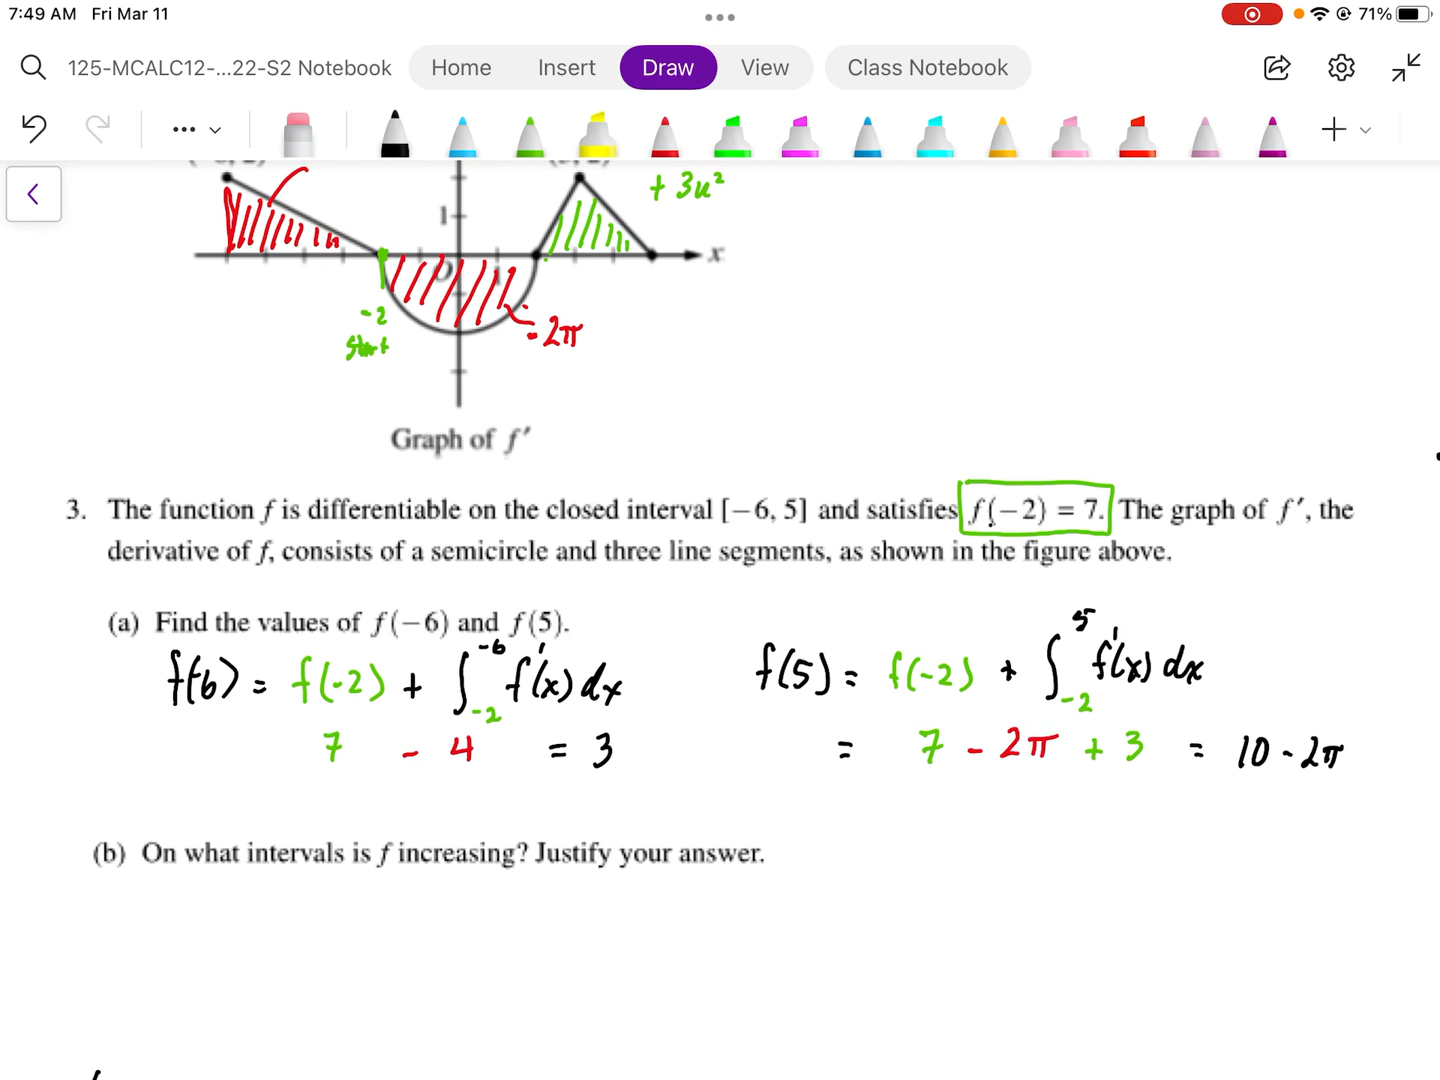 7:49 AM Fri Mar 11
71%
125-MCALC12-...22-S2 Notebook Home Insert Draw View Class Notebook
+ 3u²
1
x
-2
start
- 2π
Graph of f′
3. The function f is differentiable on the closed interval [−6, 5] and satisfies f(−2) = 7. The graph of f′, the
derivative of f, consists of a semicircle and three line segments, as shown in the figure above.
(a) Find the values of f(−6) and f(5).
f(-6) = f(-2) + ∫_{-2}^{-6} f'(x) dx
7 - 4 = 3
f(5) = f(-2) + ∫_{-2}^{5} f'(x) dx
= 7 - 2π + 3 = 10 - 2π
(b) On what intervals is f increasing? Justify your answer.